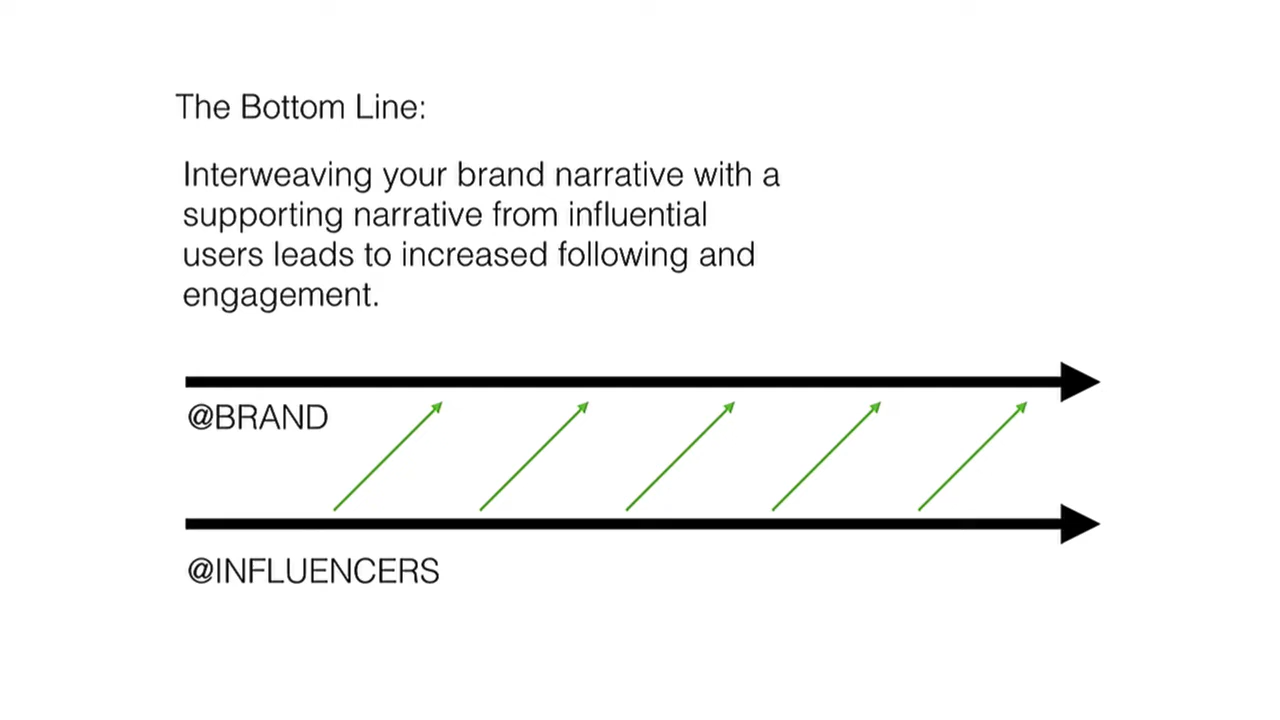 The Bottom Line:
Interweaving your brand narrative with a
supporting narrative from influential
users leads to increased following and
engagement.
@BRAND
@INFLUENCERS